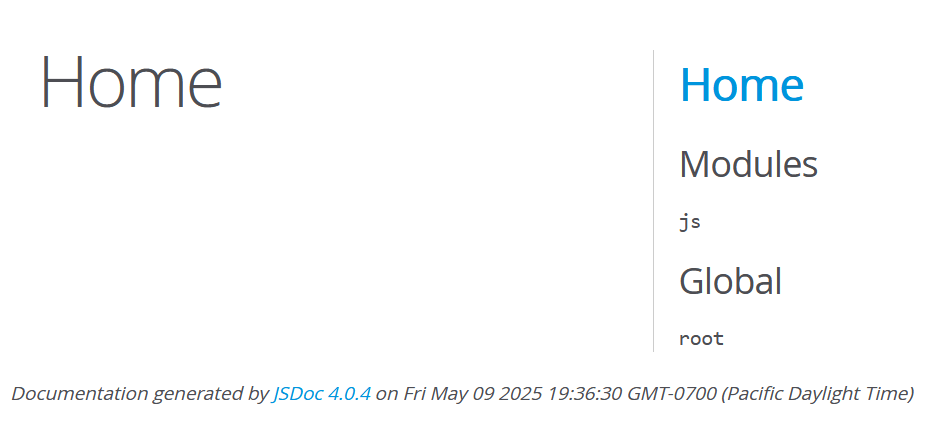 Home
Home
Modules
js
Global
root
Documentation generated by JSDoc 4.0.4 on Fri May 09 2025 19:36:30 GMT-0700 (Pacific Daylight Time)